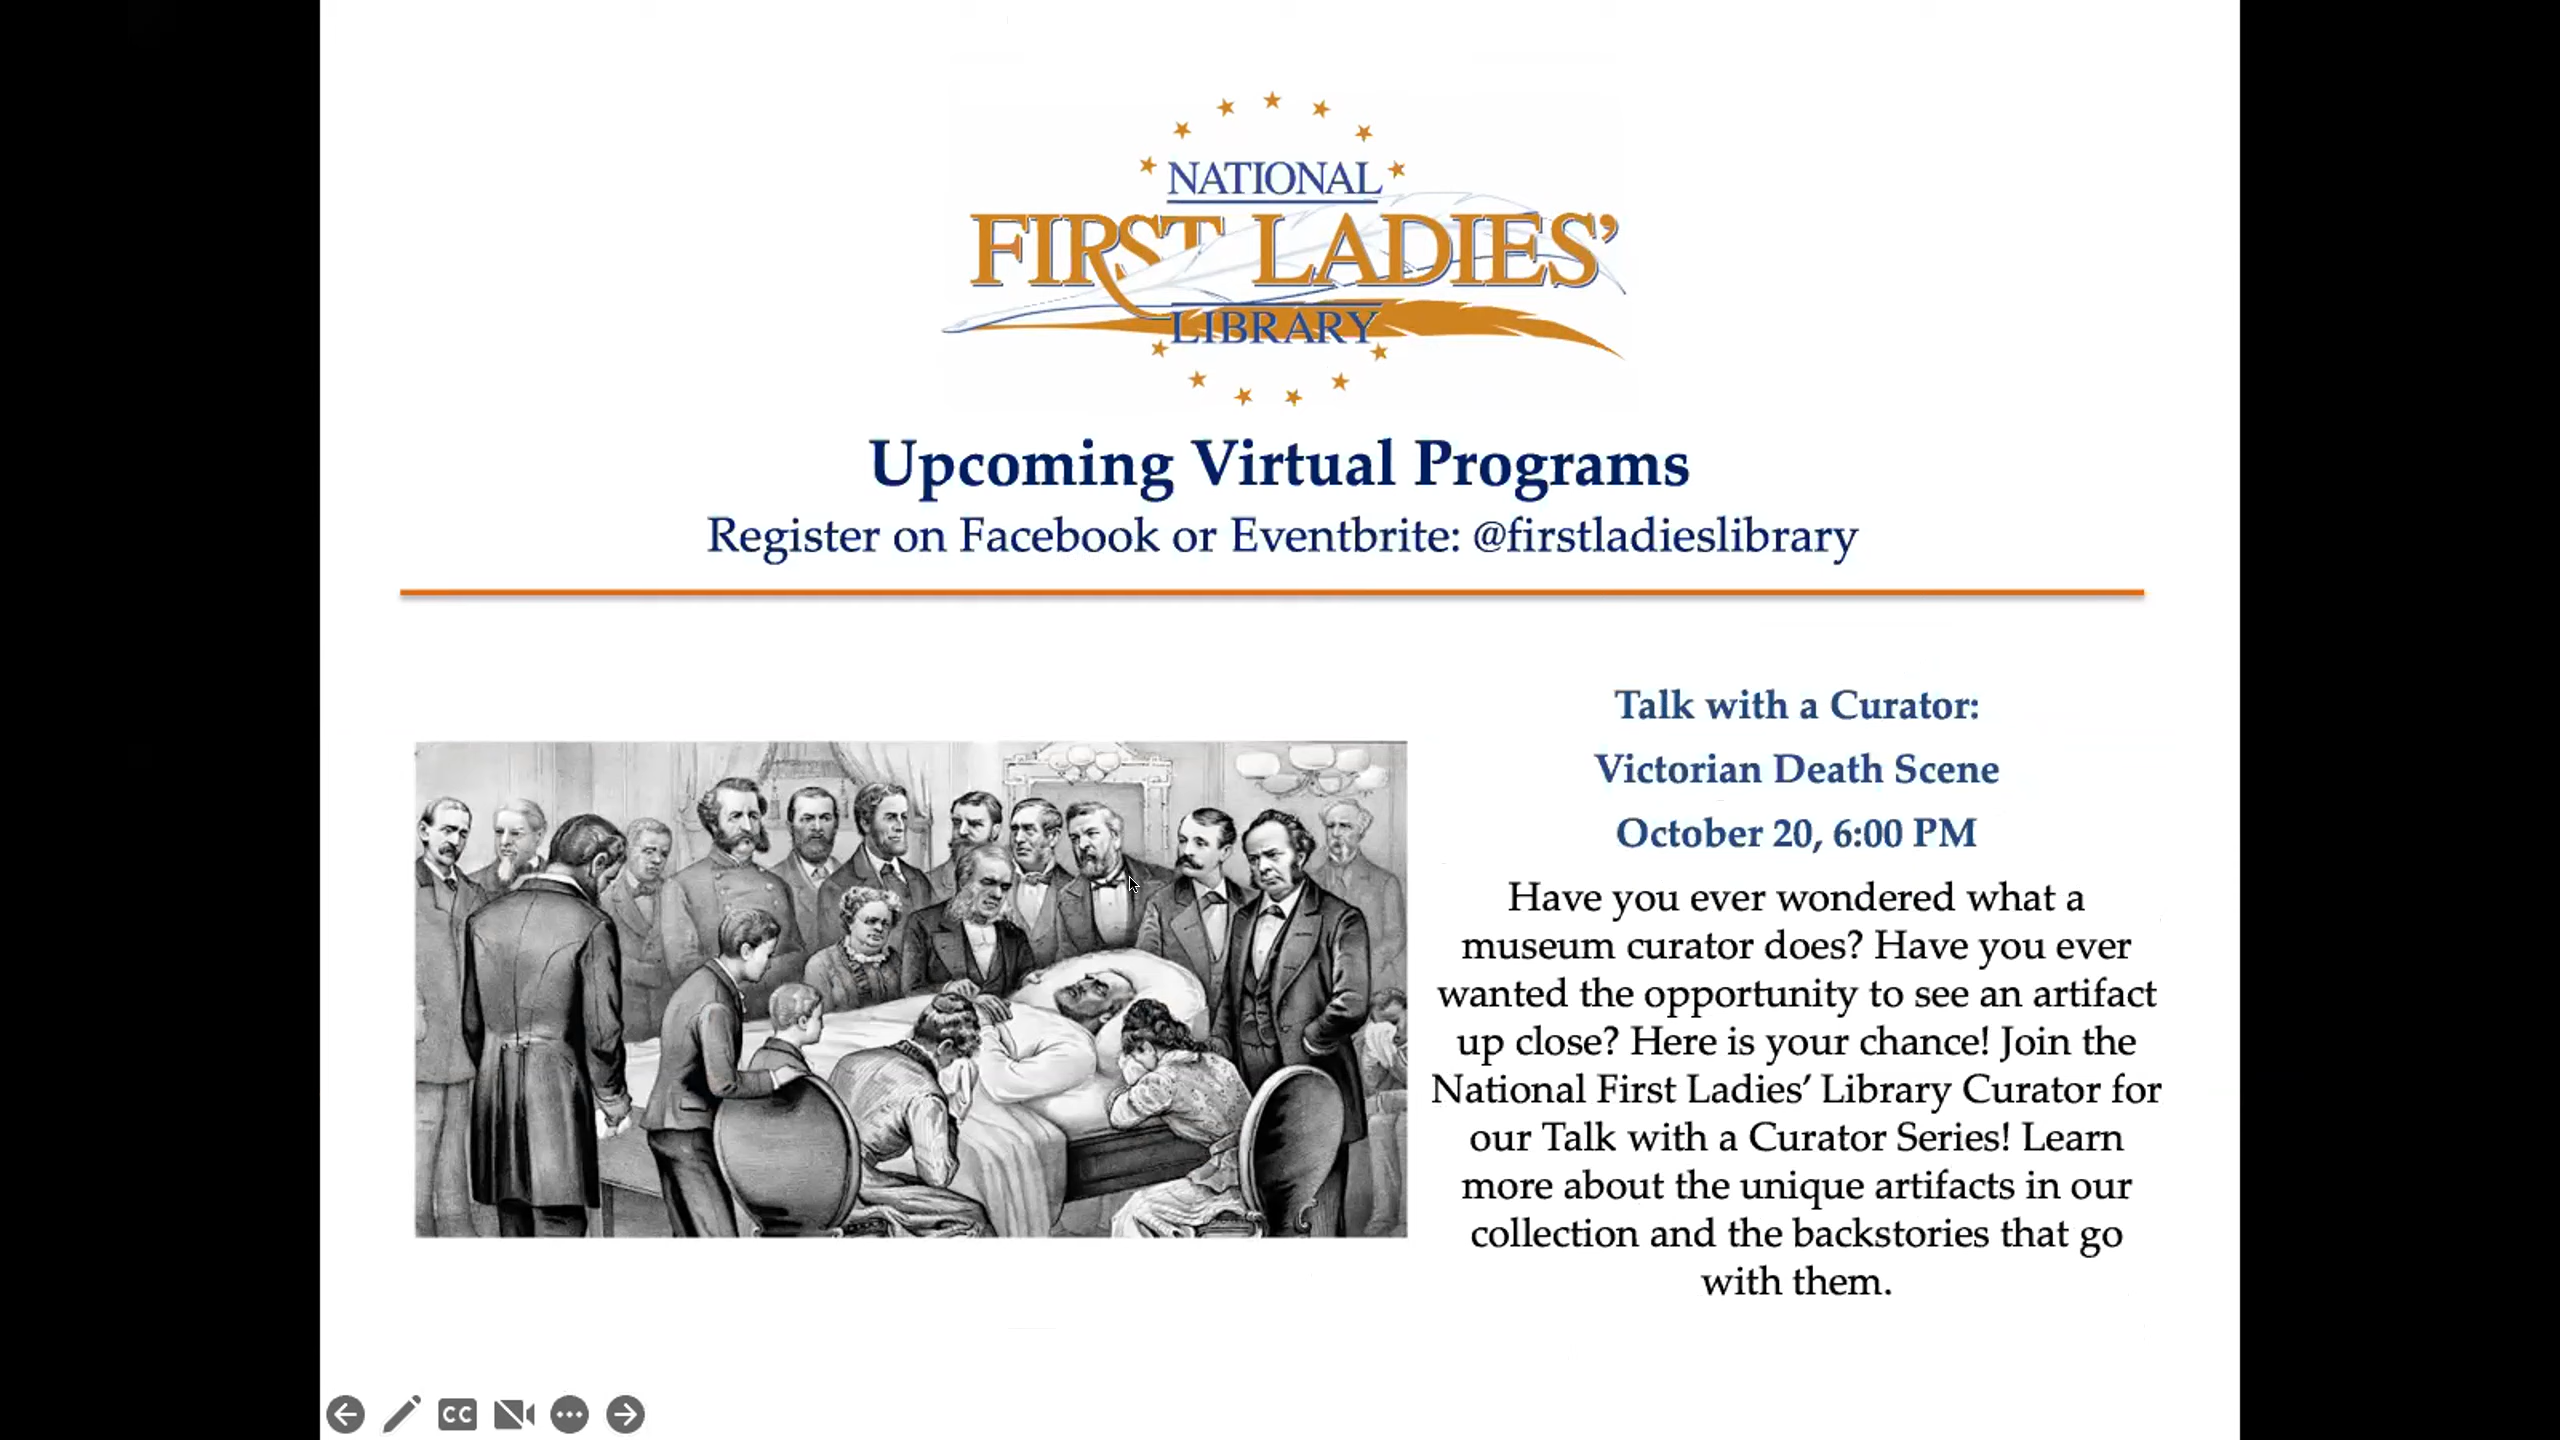 NATIONAL
FIRST LADIES’
LIBRARY
Upcoming Virtual Programs
Register on Facebook or Eventbrite: @firstladieslibrary
Talk with a Curator:
Victorian Death Scene
October 20, 6:00 PM
Have you ever wondered what a
museum curator does? Have you ever
wanted the opportunity to see an artifact
up close? Here is your chance! Join the
National First Ladies’ Library Curator for
our Talk with a Curator Series! Learn
more about the unique artifacts in our
collection and the backstories that go
with them.
CC